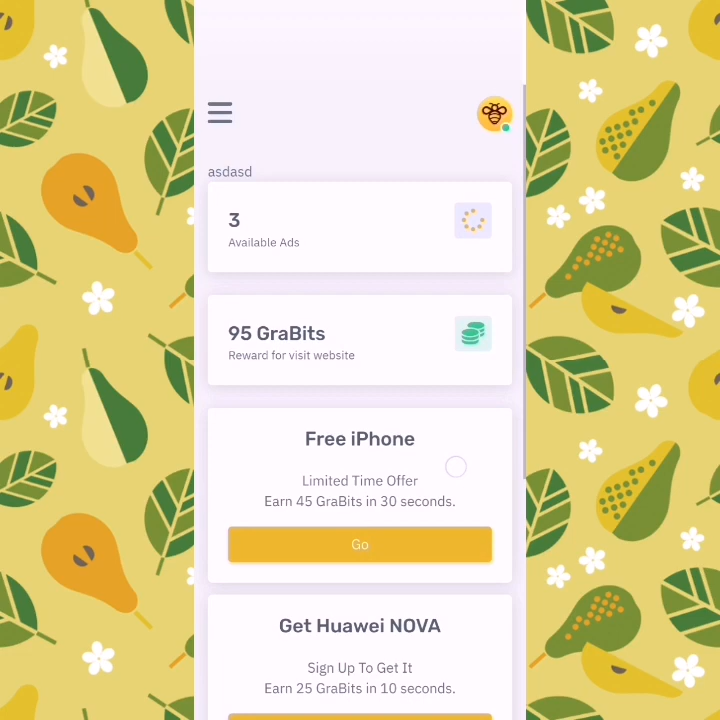 asdasd
3
Available Ads
95 GraBits
Reward for visit website
Free iPhone
Limited Time Offer
Earn 45 GraBits in 30 seconds.
Go
Get Huawei NOVA
Sign Up To Get It
Earn 25 GraBits in 10 seconds.